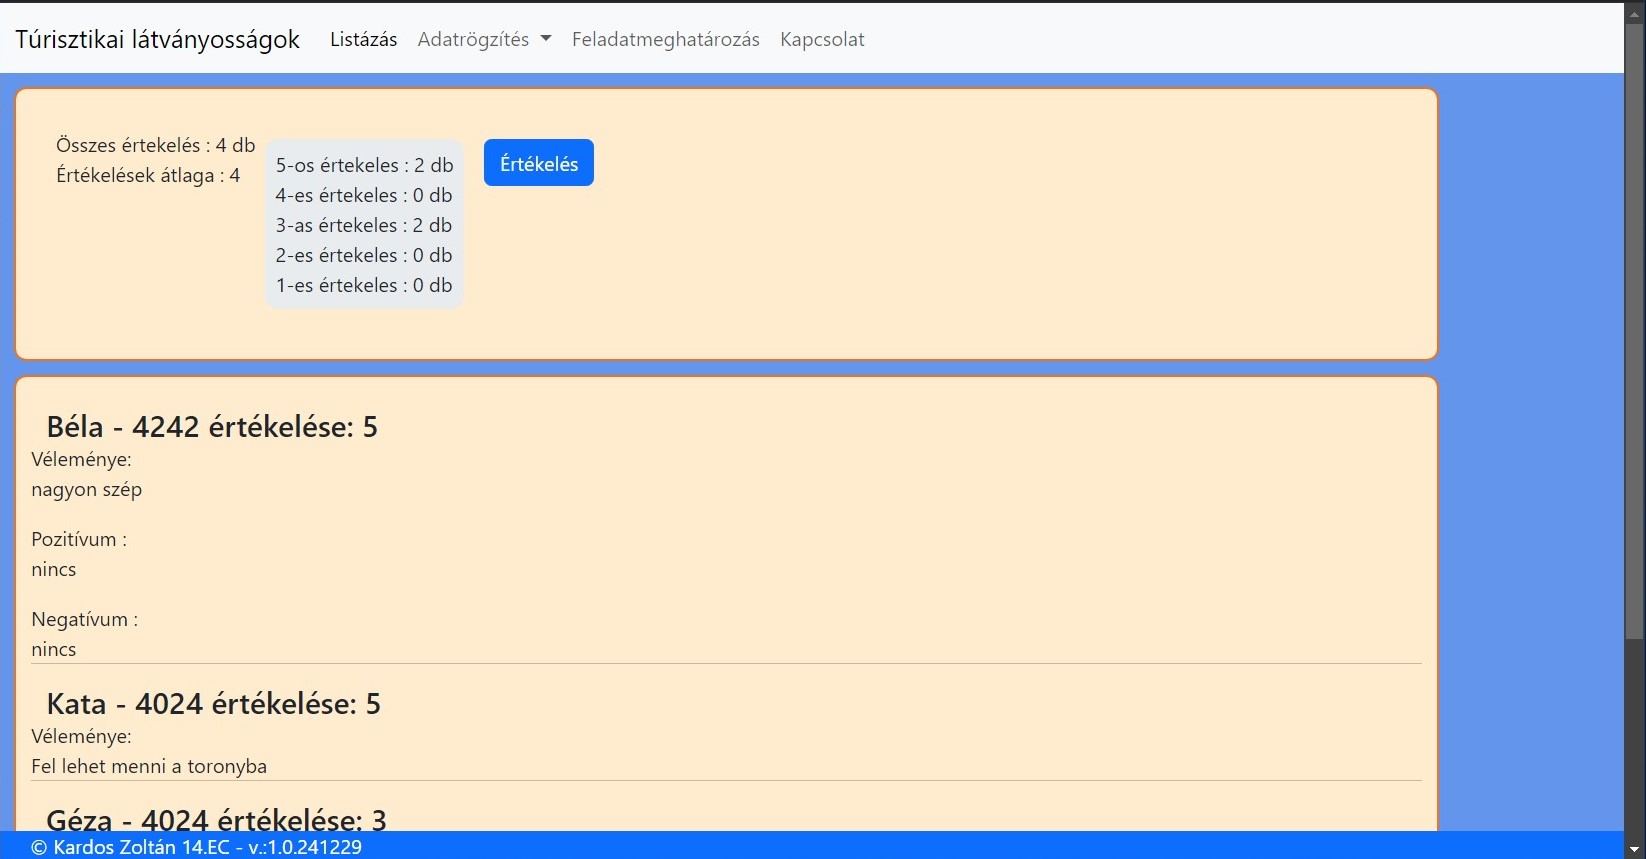 Túrisztikai látványosságok Listázás Adatrögzítés Feladatmeghatározás Kapcsolat
Összes értekelés : 4 db
Értékelések átlaga : 4
5-os értekeles : 2 db
4-es értekeles : 0 db
3-as értekeles : 2 db
2-es értekeles : 0 db
1-es értekeles : 0 db
Értékelés
Béla - 4242 értékelése: 5
Véleménye:
nagyon szép
Pozitívum :
nincs
Negatívum :
nincs
Kata - 4024 értékelése: 5
Véleménye:
Fel lehet menni a toronyba
Géza - 4024 értékelése: 3
© Kardos Zoltán 14.EC - v.:1.0.241229